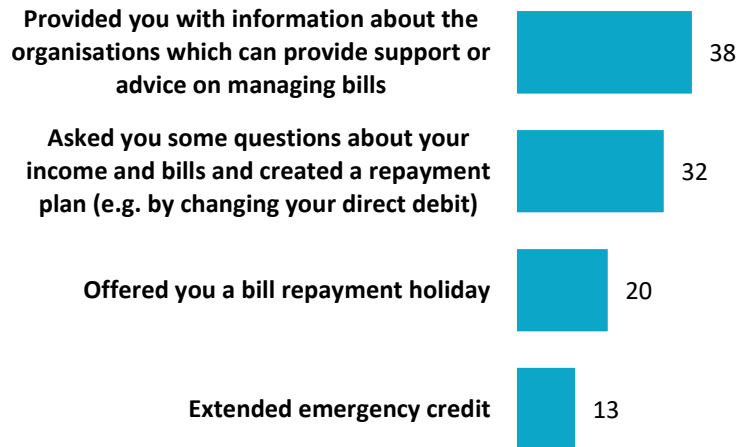 Provided you with information about the
organisations which can provide support or
advice on managing bills
38
Asked you some questions about your
income and bills and created a repayment
plan (e.g. by changing your direct debit)
32
Offered you a bill repayment holiday
20
Extended emergency credit
13